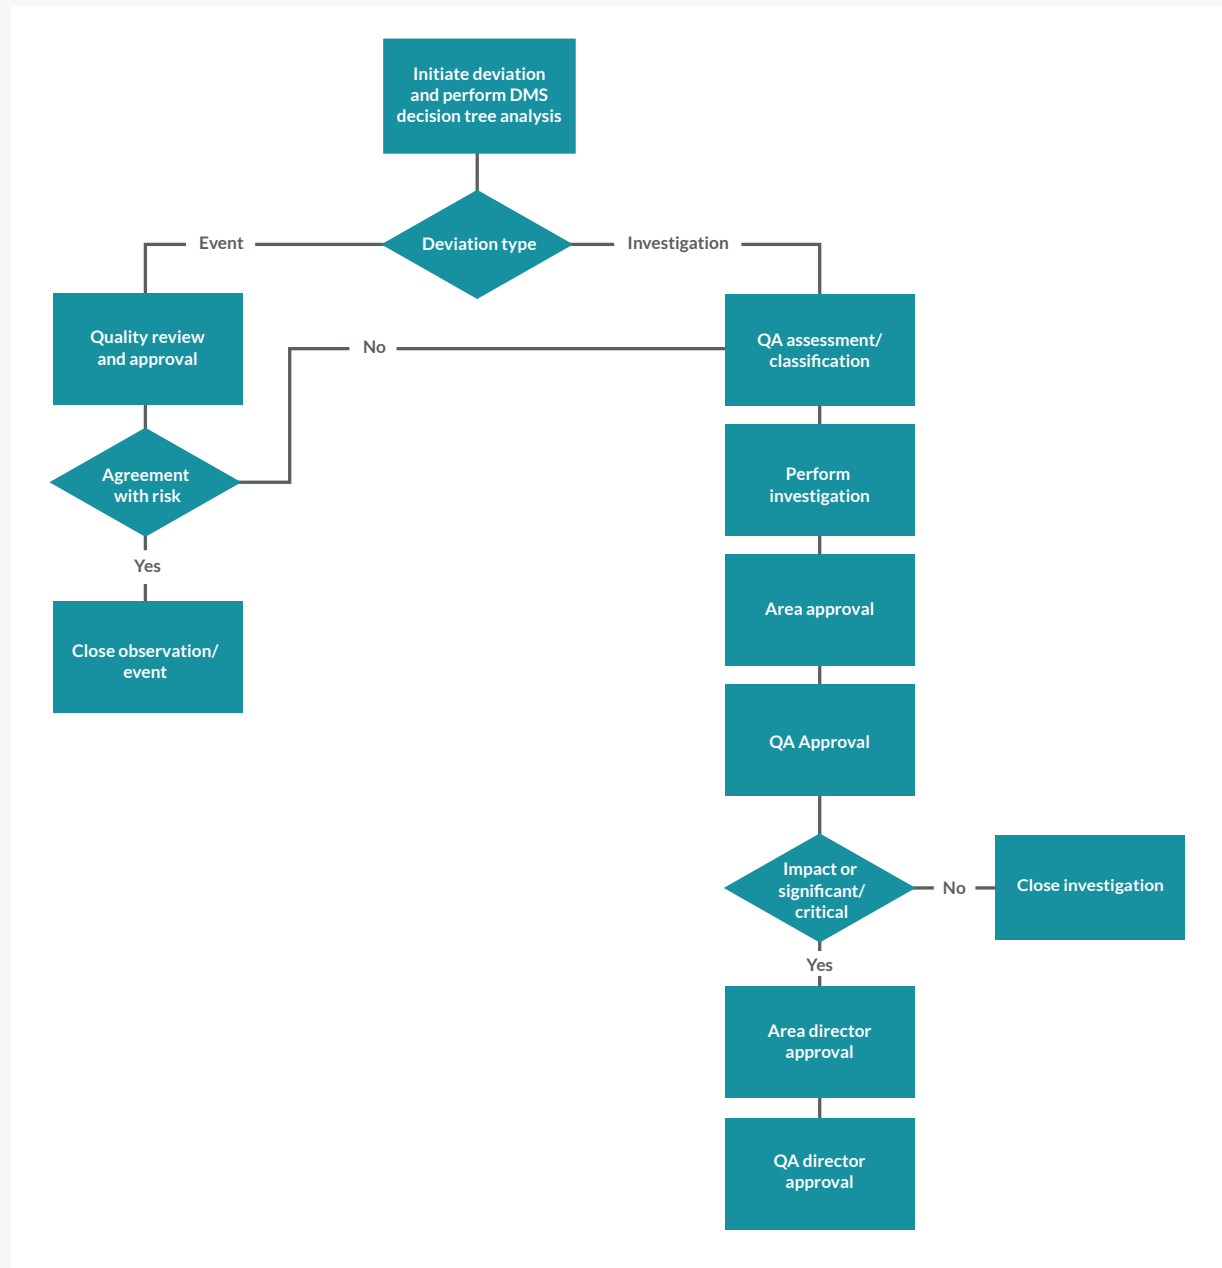 Initiate deviation
and perform DMS
decision tree analysis
Event
Deviation type
Investigation
Quality review
and approval
No
QA assessment/
classification
Agreement
with risk
Perform
investigation
Yes
Area approval
Close observation/
event
QA Approval
Impact or
significant/
critical
No
Close investigation
Yes
Area director
approval
QA director
approval